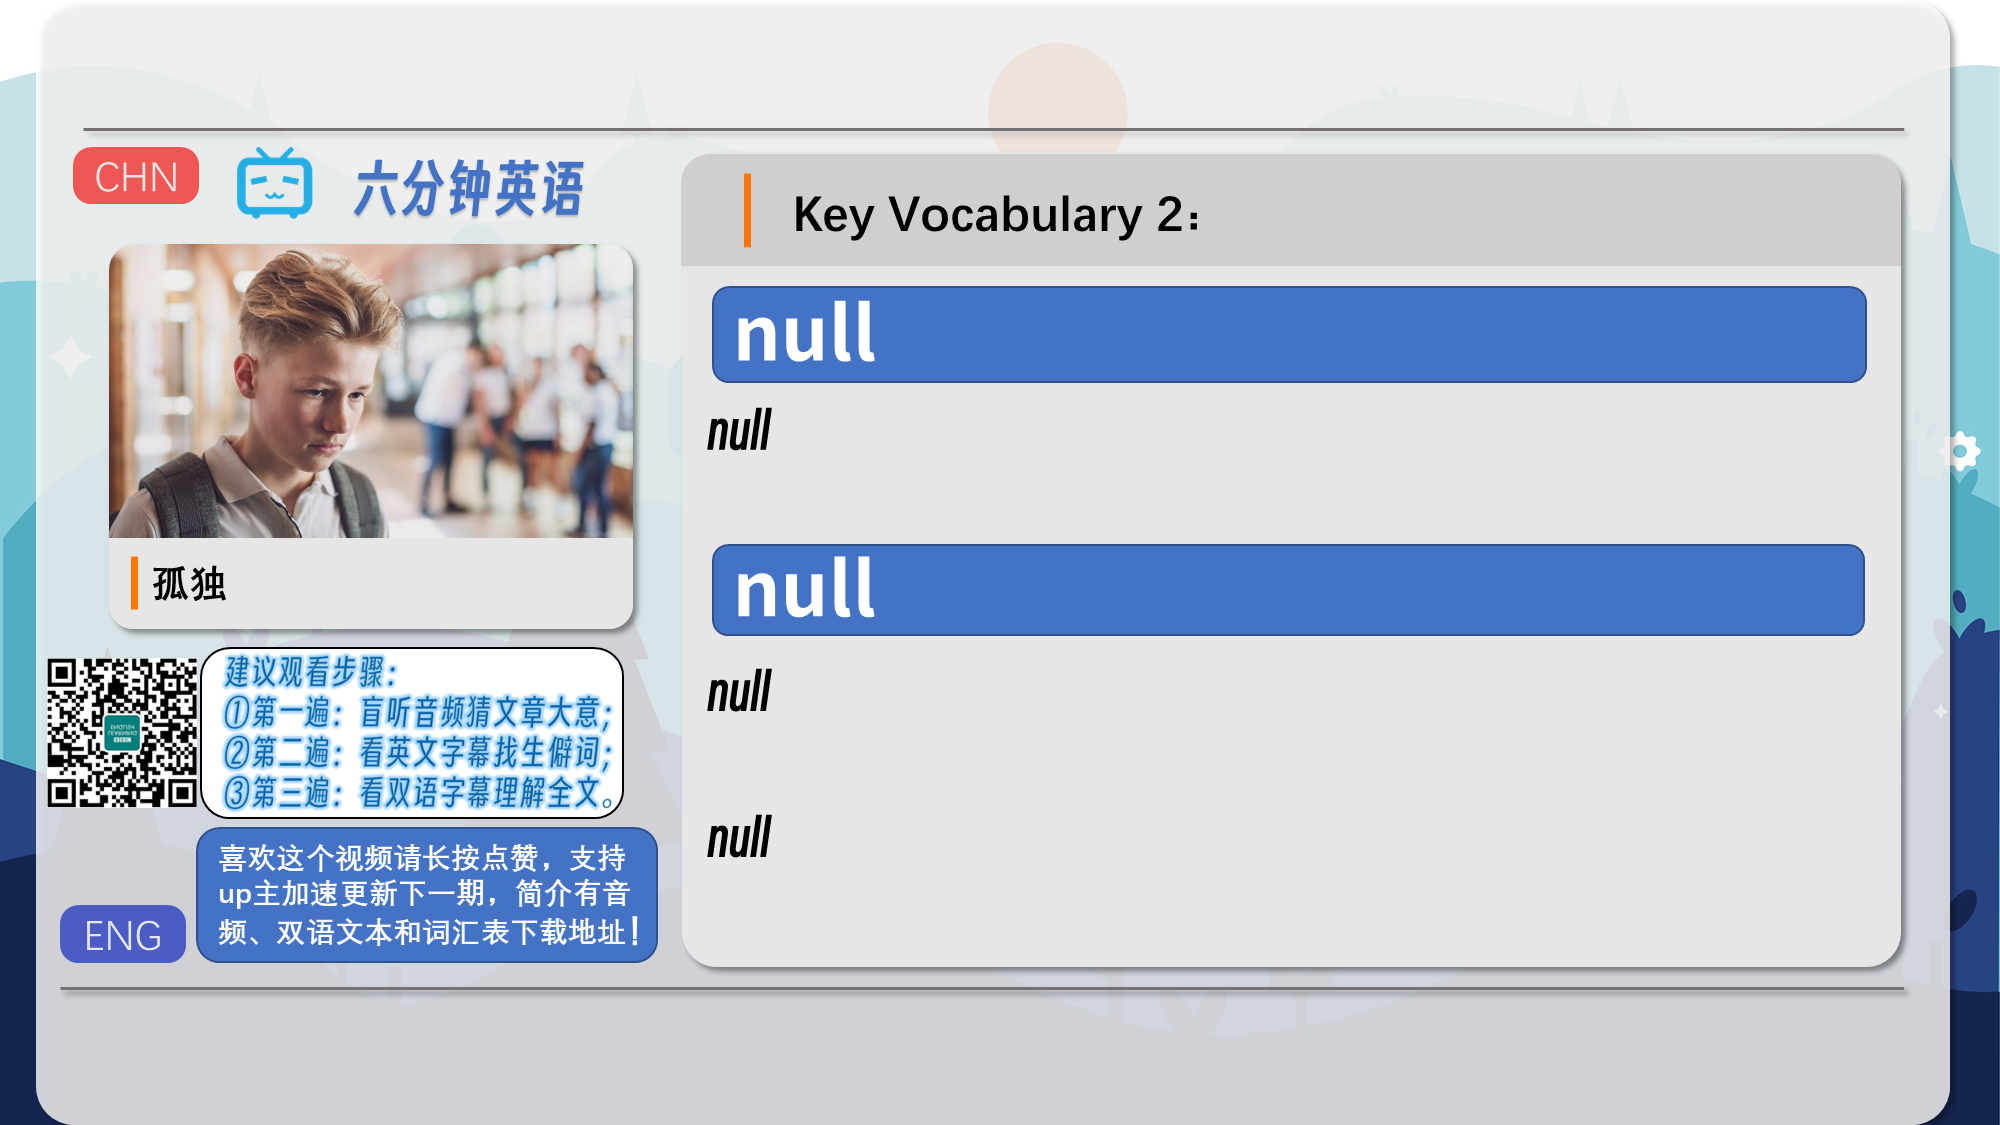 CHN
六分钟英语
孤独
建议观看步骤：
①第一遍：盲听音频猜文章大意；
②第二遍：看英文字幕找生僻词；
③第三遍：看双语字幕理解全文。
喜欢这个视频请长按点赞，支持
up主加速更新下一期，简介有音
频、双语文本和词汇表下载地址！
ENG
Key Vocabulary 2：
null
null
null
null
null